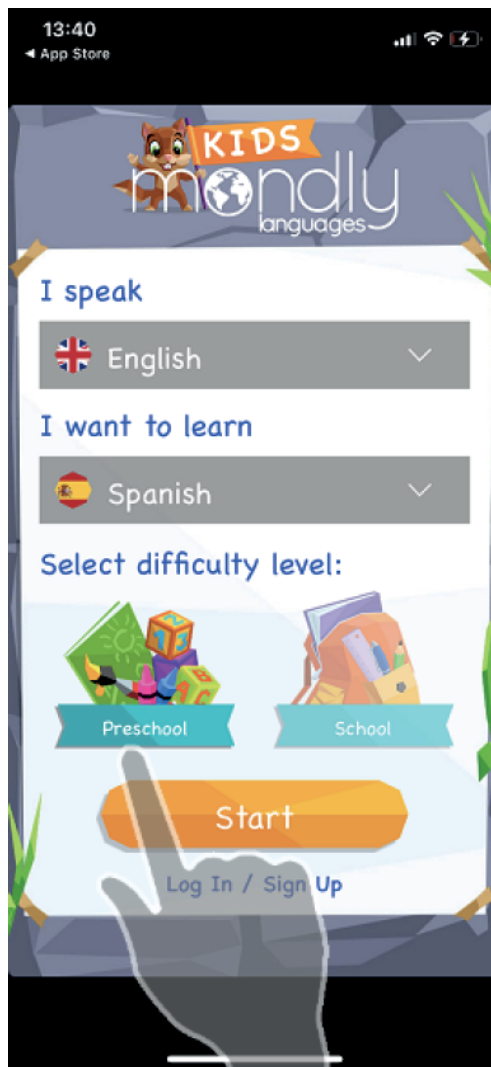 13:40
◀ App Store
KIDS
mondly
languages
I speak
English
I want to learn
Spanish
Select difficulty level:
Preschool
School
Start
Log In / Sign Up